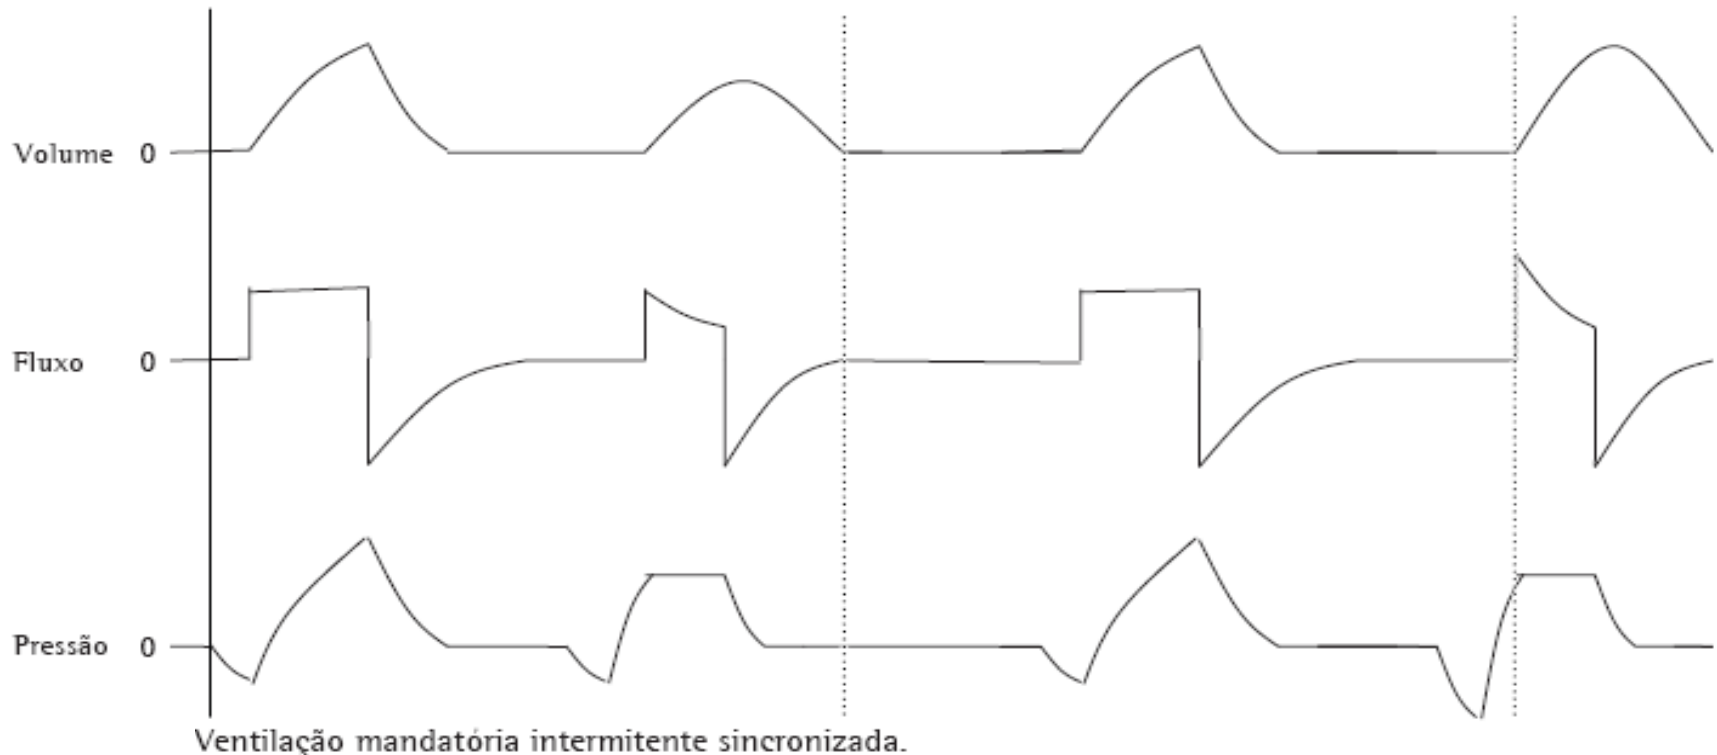 Volume 0
Fluxo 0
Pressão 0
Ventilação mandatória intermitente sincronizada.